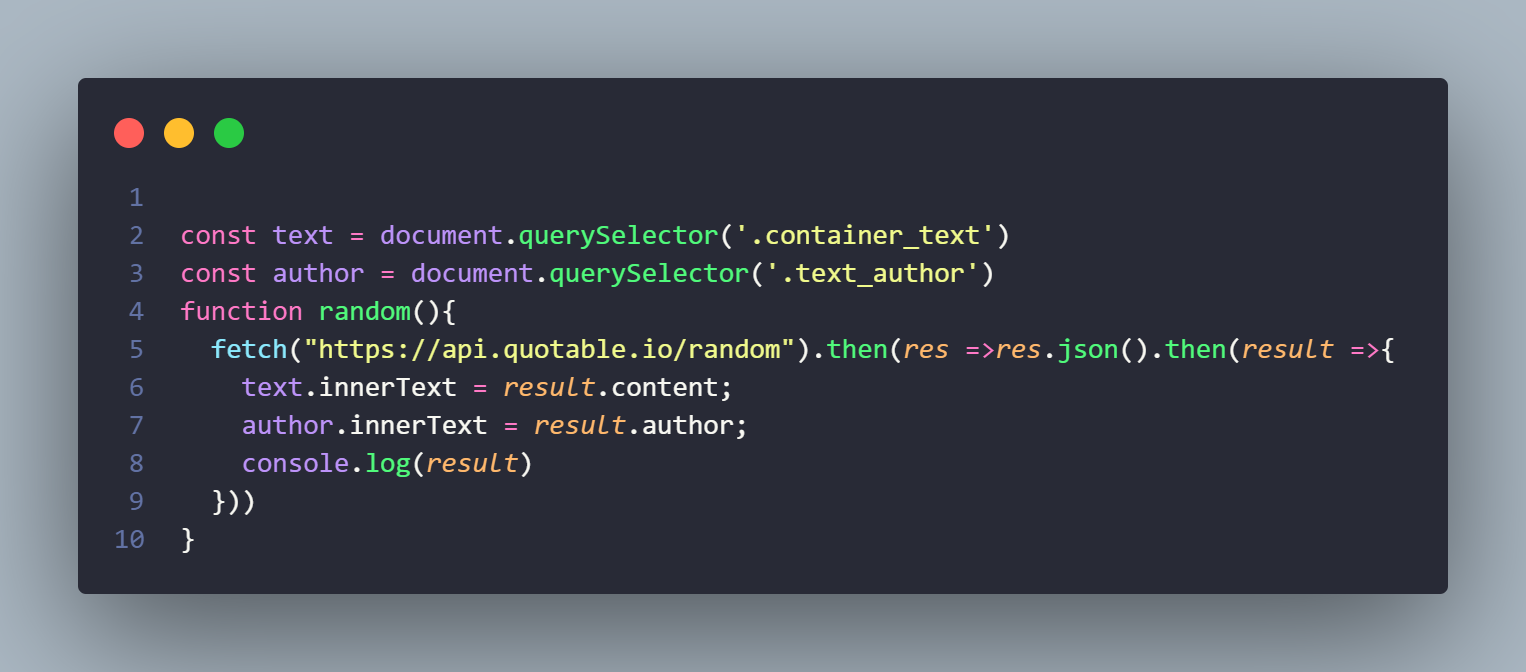 1
2 const text = document.querySelector('.container_text')
3 const author = document.querySelector('.text_author')
4 function random(){
5   fetch("https://api.quotable.io/random").then(res =>res.json().then(result =>{
6     text.innerText = result.content;
7     author.innerText = result.author;
8     console.log(result)
9   }))
10 }